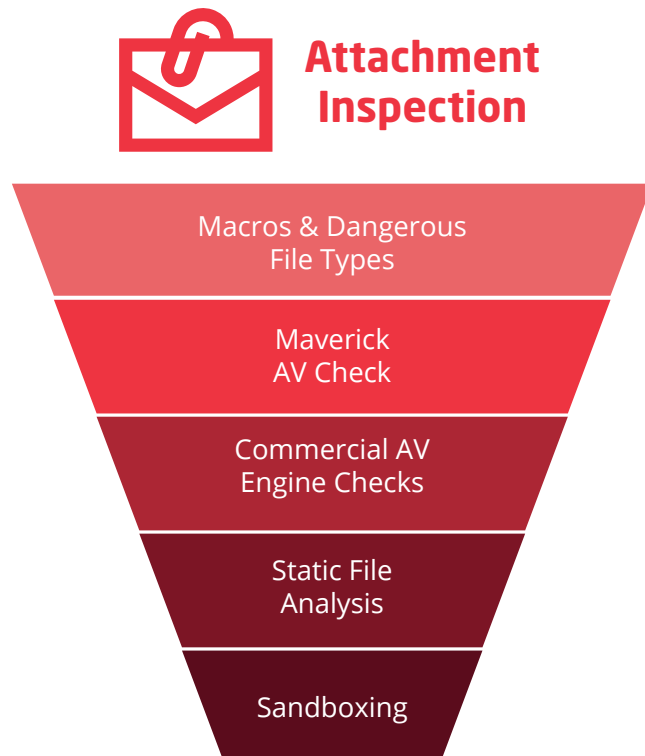 Attachment
Inspection
Macros & Dangerous
File Types
Maverick
AV Check
Commercial AV
Engine Checks
Static File
Analysis
Sandboxing